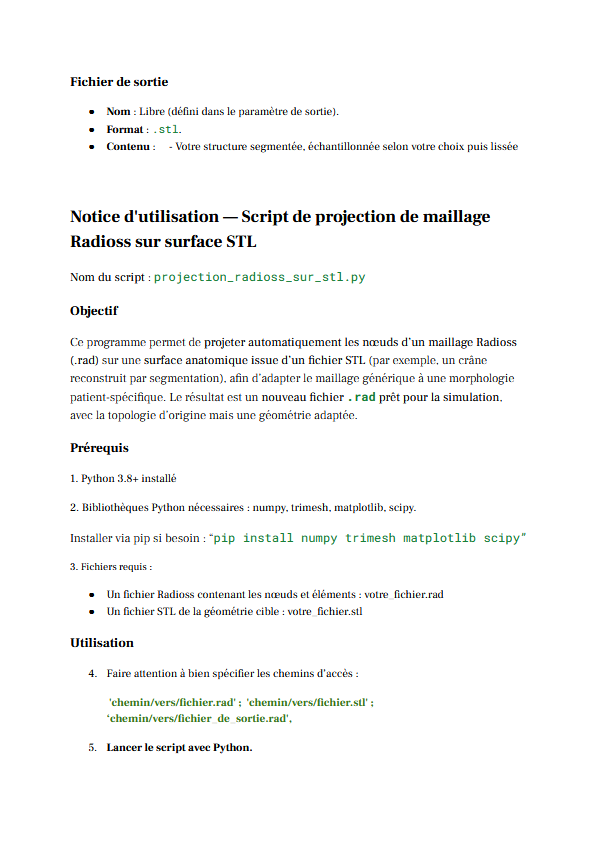 Fichier de sortie
● Nom : Libre (défini dans le paramètre de sortie).
● Format : .stl.
● Contenu : - Votre structure segmentée, échantillonnée selon votre choix puis lissée
Notice d'utilisation — Script de projection de maillage
Radioss sur surface STL
Nom du script : projection_radioss_sur_stl.py
Objectif
Ce programme permet de projeter automatiquement les nœuds d’un maillage Radioss
(.rad) sur une surface anatomique issue d’un fichier STL (par exemple, un crâne
reconstruit par segmentation), afin d’adapter le maillage générique à une morphologie
patient-spécifique. Le résultat est un nouveau fichier .rad prêt pour la simulation,
avec la topologie d’origine mais une géométrie adaptée.
Prérequis
1. Python 3.8+ installé
2. Bibliothèques Python nécessaires : numpy, trimesh, matplotlib, scipy.
Installer via pip si besoin : “pip install numpy trimesh matplotlib scipy”
3. Fichiers requis :
● Un fichier Radioss contenant les nœuds et éléments : votre_fichier.rad
● Un fichier STL de la géométrie cible : votre_fichier.stl
Utilisation
4. Faire attention à bien spécifier les chemins d’accès :
'chemin/vers/fichier.rad' ; 'chemin/vers/fichier.stl' ;
‘chemin/vers/fichier_de_sortie.rad’,
5. Lancer le script avec Python.